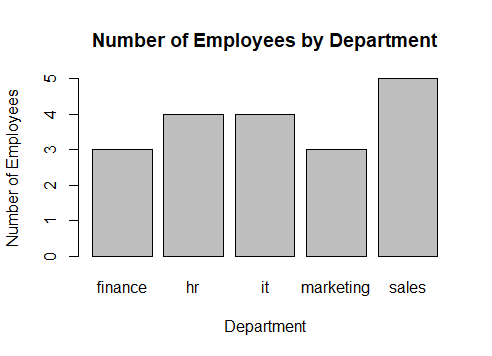 Number of Employees by Department
Number of Employees
5
4
3
2
1
0
finance hr it marketing sales
Department